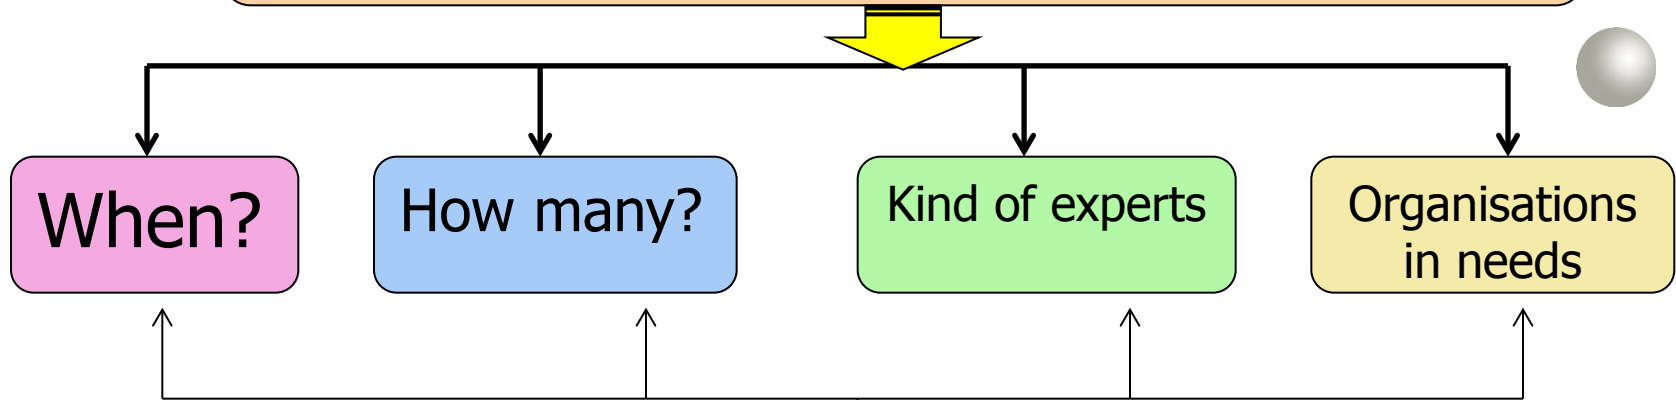 When?
How many?
Kind of experts
Organisations
in needs